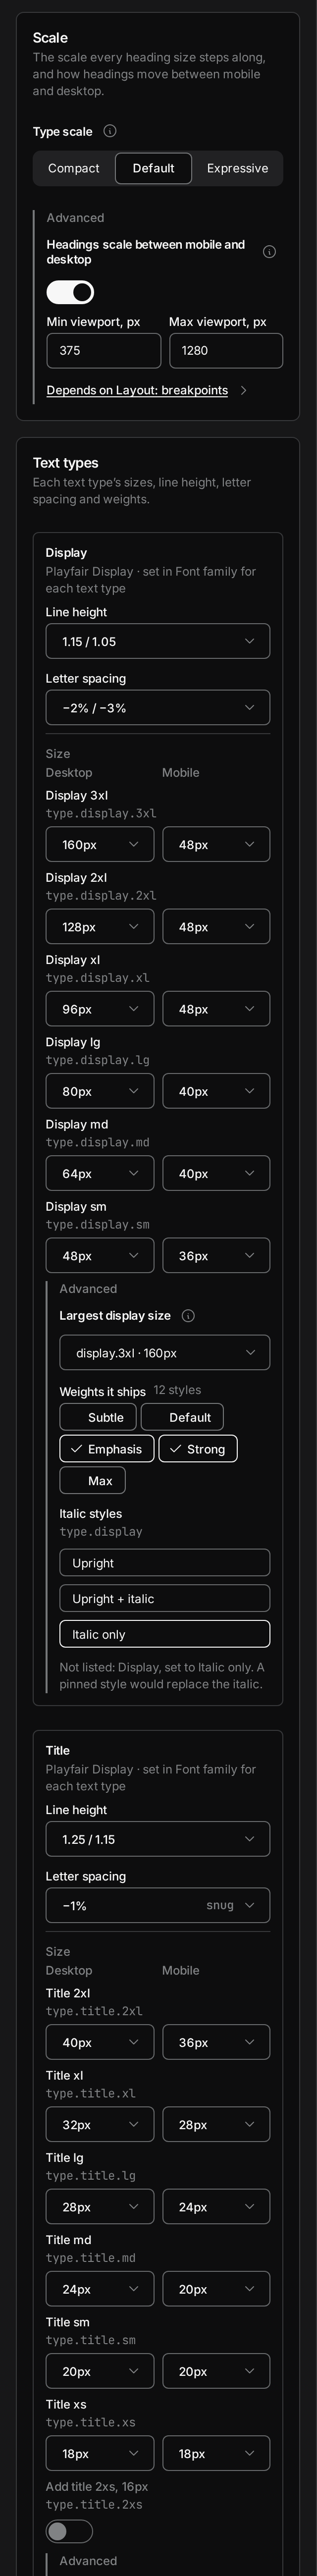 Scale
The scale every heading size steps along,
and how headings move between mobile
and desktop.
Type scale
Compact Default Expressive
Advanced
Headings scale between mobile and
desktop
Min viewport, px Max viewport, px
375 1280
Depends on Layout: breakpoints
Text types
Each text type's sizes, line height, letter
spacing and weights.
Display
Playfair Display · set in Font family for
each text type
Line height
1.15 / 1.05
Letter spacing
−2% / −3%
Size
Desktop Mobile
Display 3xl
type.display.3xl
160px 48px
Display 2xl
type.display.2xl
128px 48px
Display xl
type.display.xl
96px 48px
Display lg
type.display.lg
80px 40px
Display md
type.display.md
64px 40px
Display sm
type.display.sm
48px 36px
Advanced
Largest display size
display.3xl · 160px
Weights it ships 12 styles
Subtle Default
Emphasis Strong
Max
Italic styles
type.display
Upright
Upright + italic
Italic only
Not listed: Display, set to Italic only. A
pinned style would replace the italic.
Title
Playfair Display · set in Font family for
each text type
Line height
1.25 / 1.15
Letter spacing
−1% snug
Size
Desktop Mobile
Title 2xl
type.title.2xl
40px 36px
Title xl
type.title.xl
32px 28px
Title lg
type.title.lg
28px 24px
Title md
type.title.md
24px 20px
Title sm
type.title.sm
20px 20px
Title xs
type.title.xs
18px 18px
Add title 2xs, 16px
type.title.2xs
Advanced